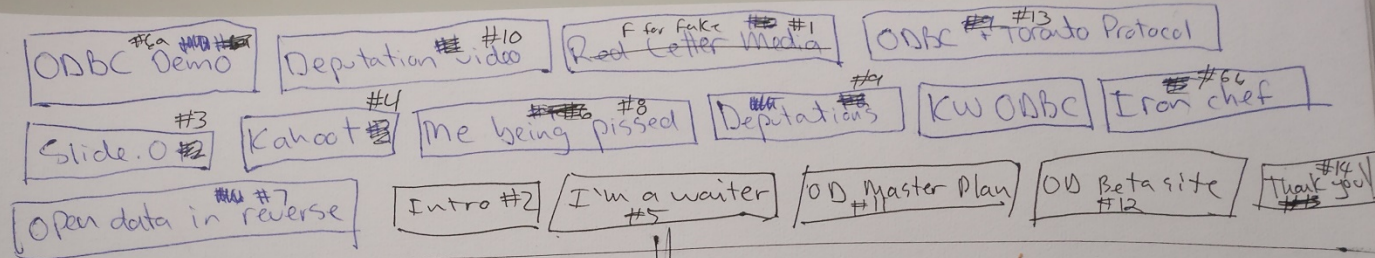 #6a
ODBC Demo
#10
Deputation video
F for Fake #1
Red Letter Media
#13
ODBC + Toronto Protocol
#3
Slide.O
#4
Kahoot
#8
me being pissed
#9
Deputations
KW ODBC
#6b
Iron chef
#7
Open data in reverse
Intro #2
I'm a waiter
#5
OD Master Plan
OD Beta site
#12
#14
Thank you!